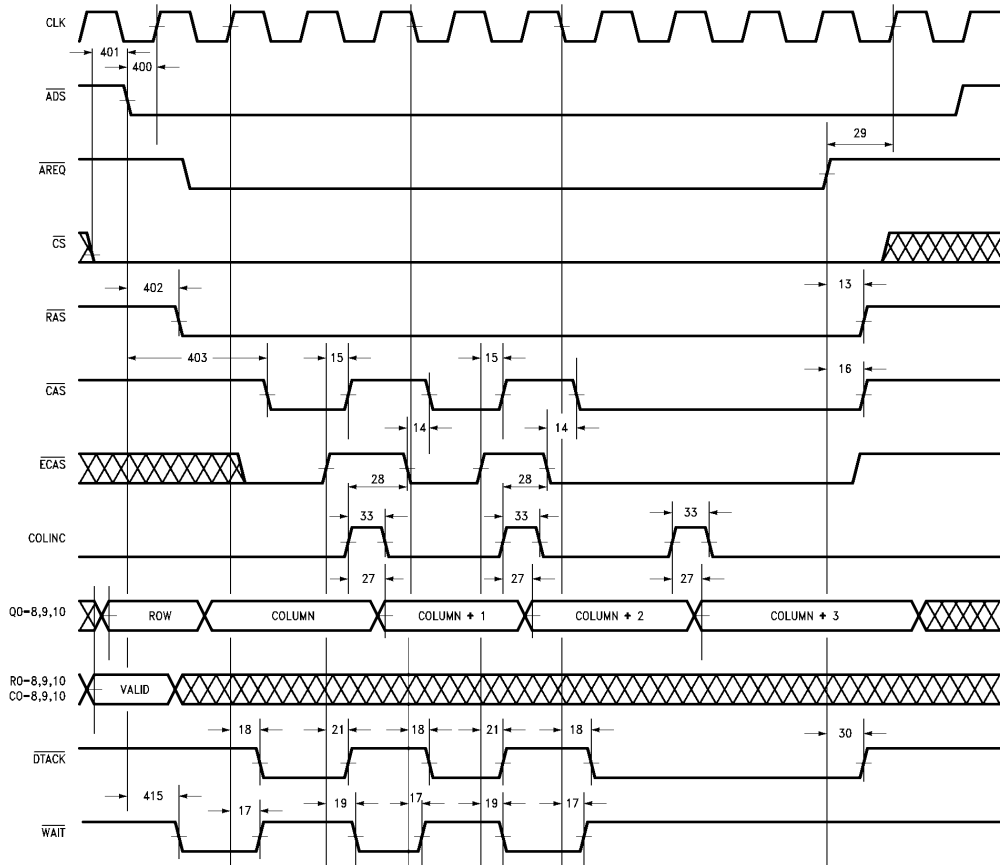 CLK
401
400
ADS
29
AREQ
CS
402
13
RAS
403
15
15
16
CAS
14
14
ECAS
28
28
33
33
33
COLINC
27
27
27
Q0-8,9,10
ROW
COLUMN
COLUMN + 1
COLUMN + 2
COLUMN + 3
R0-8,9,10
C0-8,9,10
VALID
18
21
18
21
18
30
DTACK
415
17
19
17
19
17
WAIT